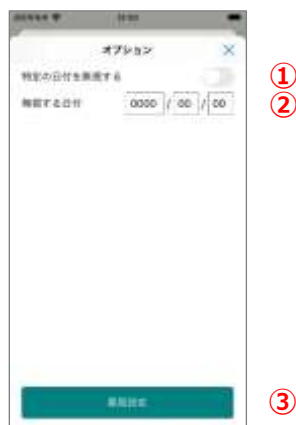 オプション ×
特定の日付を無視する ①
無視する日付 0000 / 00 / 00 ②
③